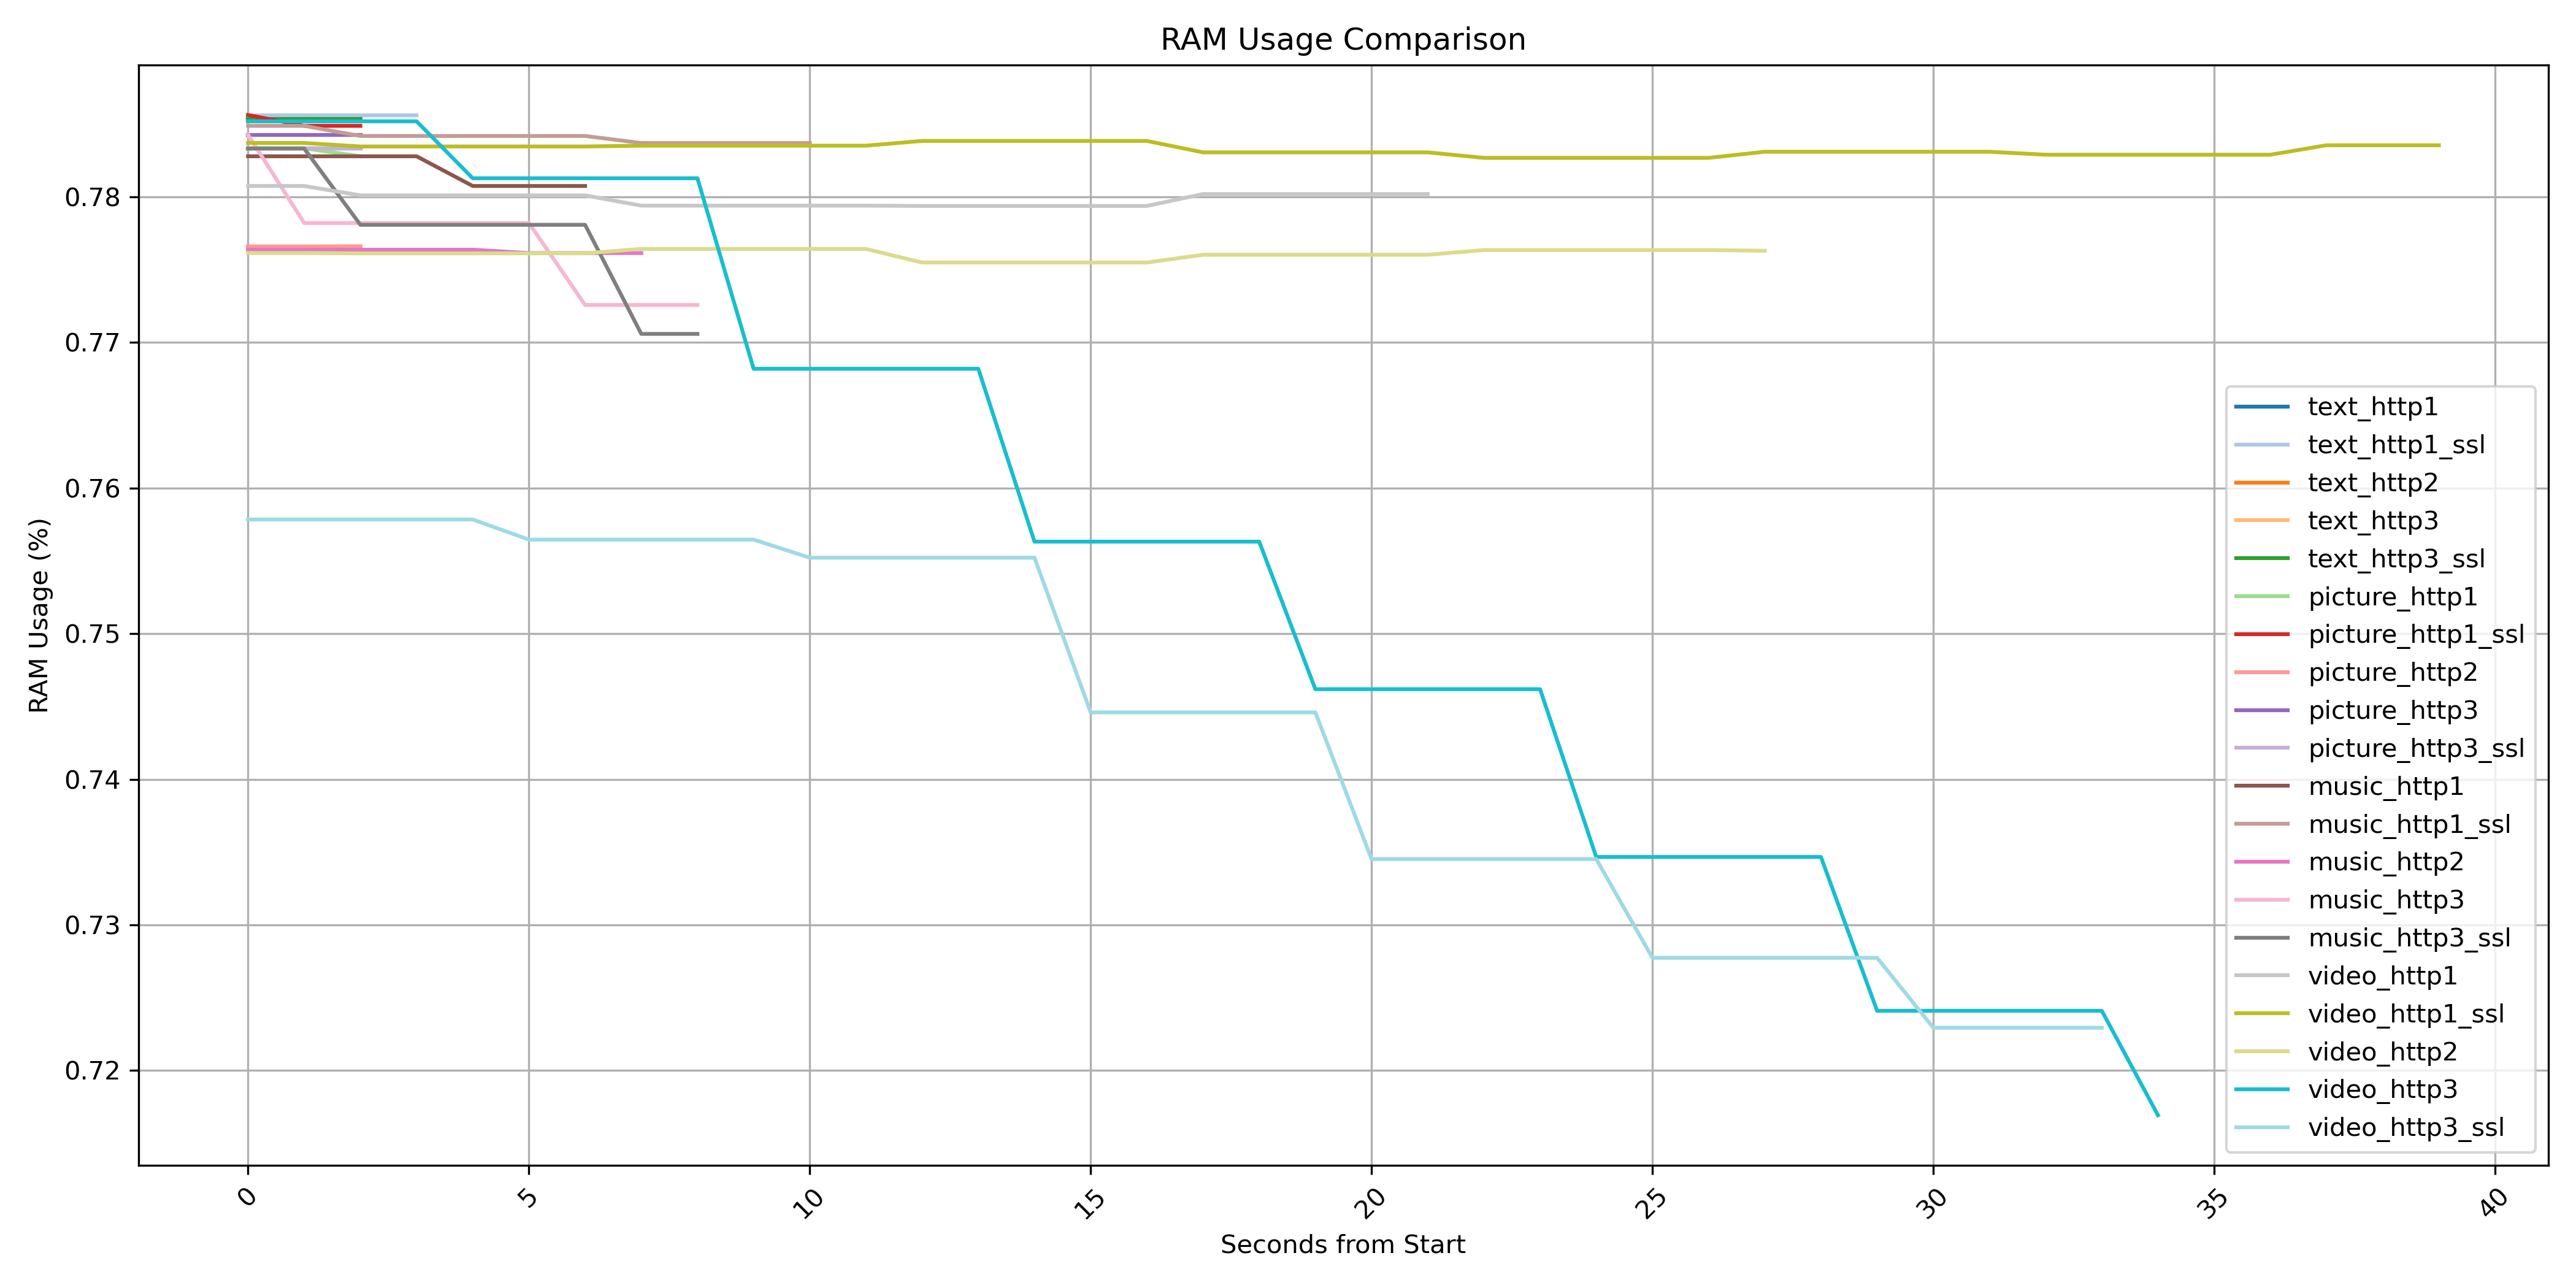 RAM Usage Comparison
RAM Usage (%)
0.78
0.77
0.76
0.75
0.74
0.73
0.72
text_http1
text_http1_ssl
text_http2
text_http3
text_http3_ssl
picture_http1
picture_http1_ssl
picture_http2
picture_http3
picture_http3_ssl
music_http1
music_http1_ssl
music_http2
music_http3
music_http3_ssl
video_http1
video_http1_ssl
video_http2
video_http3
video_http3_ssl
0 5 10 15 20 25 30 35 40
Seconds from Start